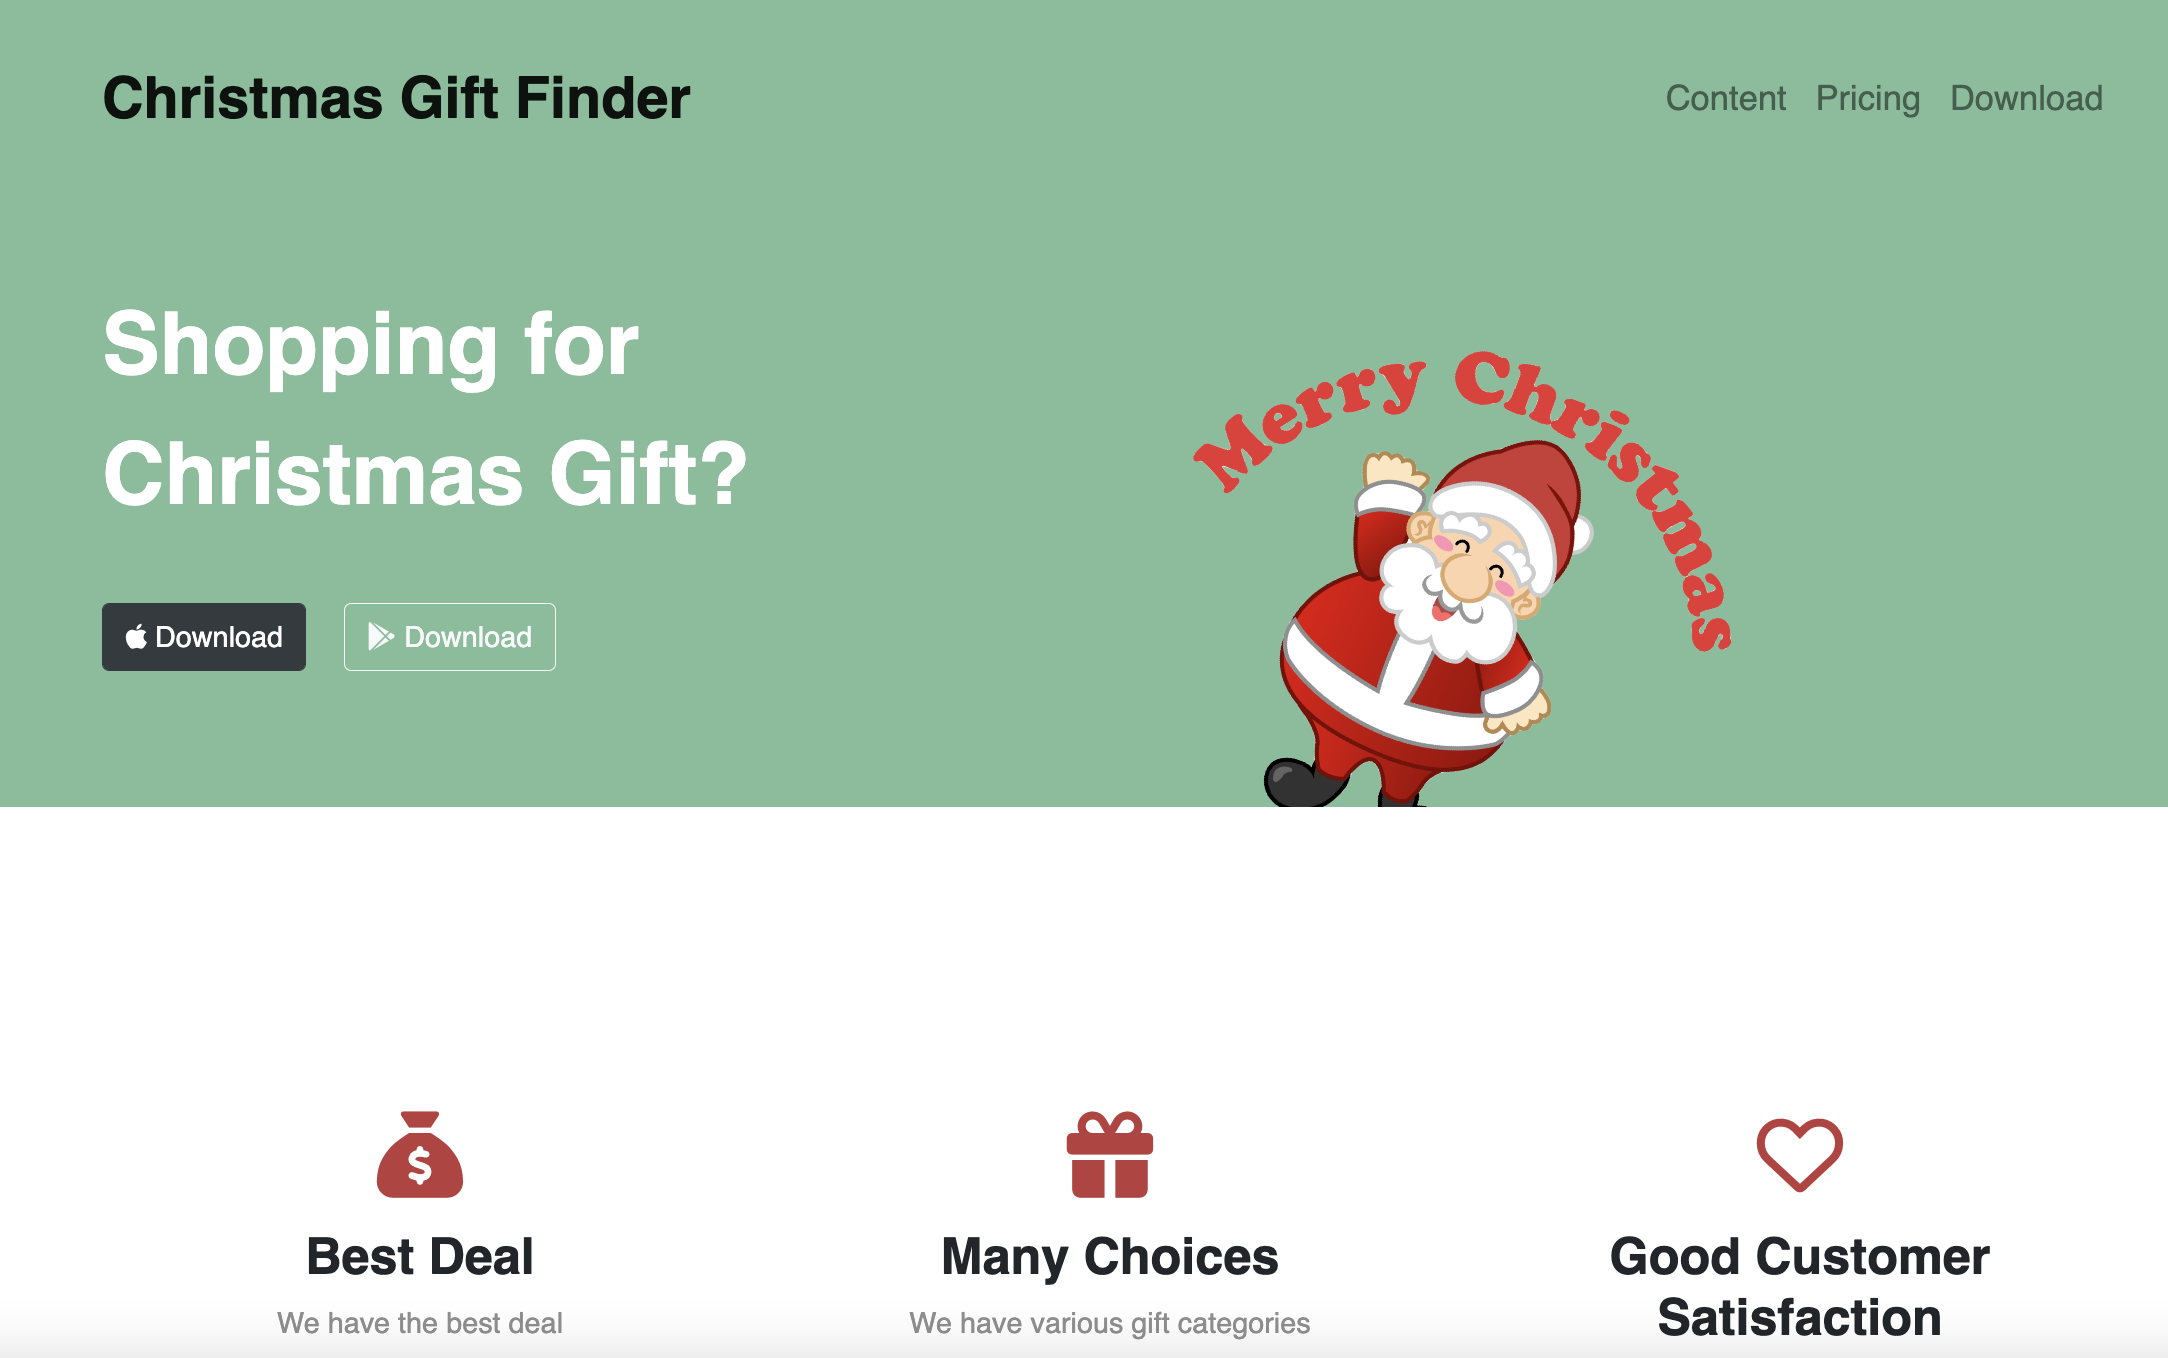 Christmas Gift Finder
Content Pricing Download
Shopping for
Christmas Gift?
Merry Christmas
Download Download
$
Best Deal
We have the best deal
Many Choices
We have various gift categories
Good Customer
Satisfaction